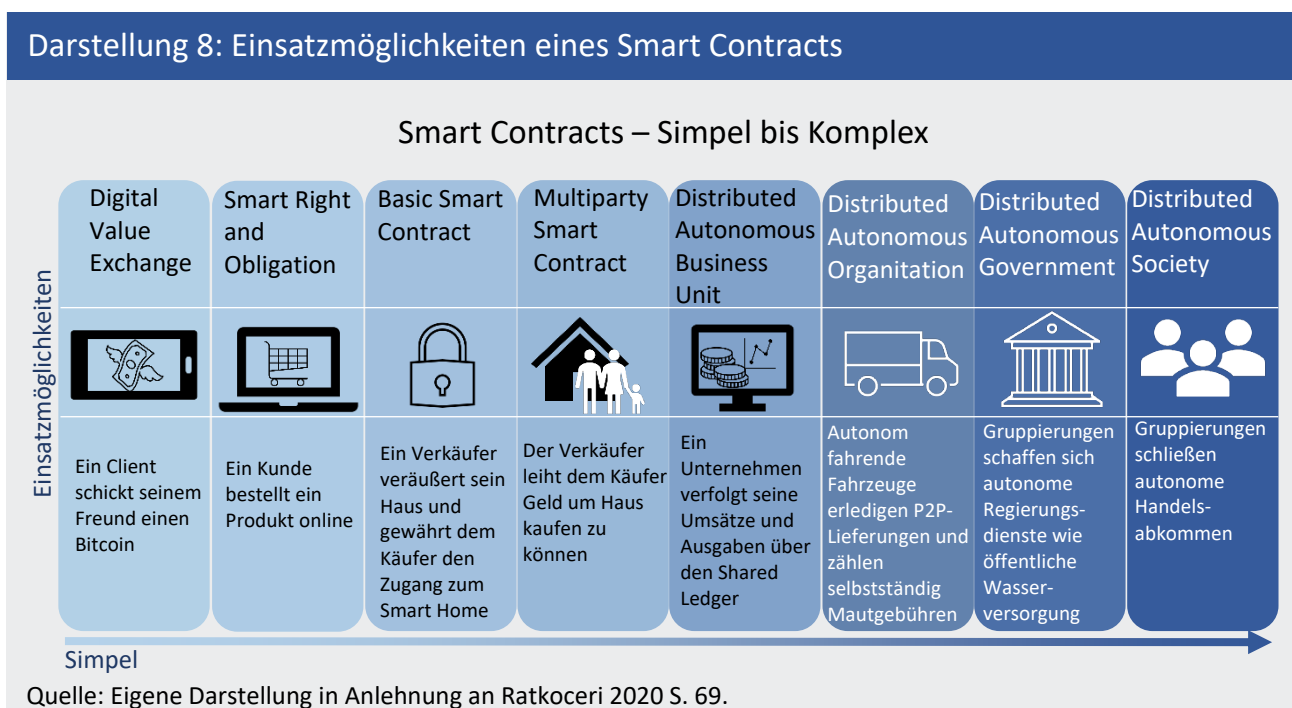 Darstellung 8: Einsatzmöglichkeiten eines Smart Contracts
Smart Contracts – Simpel bis Komplex
Einsatzmöglichkeiten
Digital
Value
Exchange
Smart Right
and
Obligation
Basic Smart
Contract
Multiparty
Smart
Contract
Distributed
Autonomous
Business
Unit
Distributed
Autonomous
Organitation
Distributed
Autonomous
Government
Distributed
Autonomous
Society
Ein Client
schickt seinem
Freund einen
Bitcoin
Ein Kunde
bestellt ein
Produkt online
Ein Verkäufer
veräußert sein
Haus und
gewährt dem
Käufer den
Zugang zum
Smart Home
Der Verkäufer
leiht dem Käufer
Geld um Haus
kaufen zu
können
Ein
Unternehmen
verfolgt seine
Umsätze und
Ausgaben über
den Shared
Ledger
Autonom
fahrende
Fahrzeuge
erledigen P2P-
Lieferungen und
zählen
selbstständig
Mautgebühren
Gruppierungen
schaffen sich
autonome
Regierungs-
dienste wie
öffentliche
Wasser-
versorgung
Gruppierungen
schließen
autonome
Handels-
abkommen
Simpel
Quelle: Eigene Darstellung in Anlehnung an Ratkoceri 2020 S. 69.